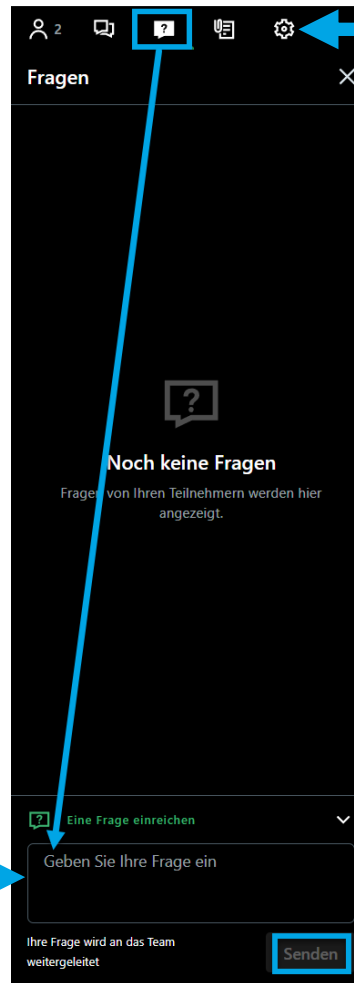 2
Fragen
Noch keine Fragen
Fragen von Ihren Teilnehmern werden hier
angezeigt.
Eine Frage einreichen
Geben Sie Ihre Frage ein
Ihre Frage wird an das Team
weitergeleitet
Senden